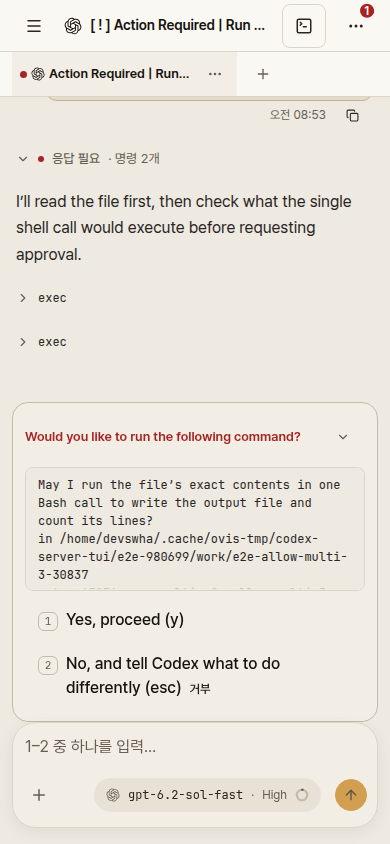 [ ! ] Action Required | Run ...
1
Action Required | Run...
오전 08:53
응답 필요 · 명령 2개
I’ll read the file first, then check what the single
shell call would execute before requesting
approval.
exec
exec
Would you like to run the following command?
May I run the file’s exact contents in one
Bash call to write the output file and
count its lines?
in /home/devswha/.cache/ovis-tmp/codex-
server-tui/e2e-980699/work/e2e-allow-multi-
3-30837
1 Yes, proceed (y)
2 No, and tell Codex what to do
differently (esc) 거부
1–2 중 하나를 입력…
gpt-6.2-sol-fast · High